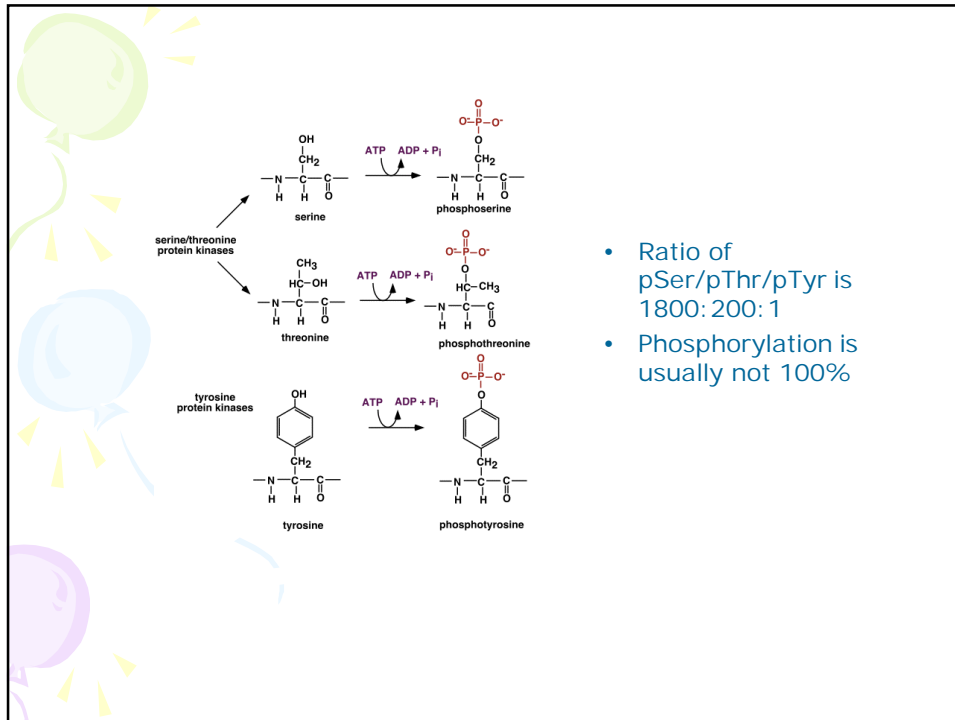 O
O⁻–P–O⁻
OH
O
CH₂
ATP
ADP + Pi
CH₂
N C C
N C C
H H O
H H O
serine
phosphoserine
serine/threonine
protein kinases
O
O⁻–P–O⁻
CH₃
O
HC–OH
ATP
ADP + Pi
HC–CH₃
N C C
N C C
H H O
H H O
threonine
phosphothreonine
O
O⁻–P–O⁻
tyrosine
protein kinases
OH
O
ATP
ADP + Pi
CH₂
CH₂
N C C
N C C
H H O
H H O
tyrosine
phosphotyrosine
• Ratio of
pSer/pThr/pTyr is
1800:200:1
• Phosphorylation is
usually not 100%